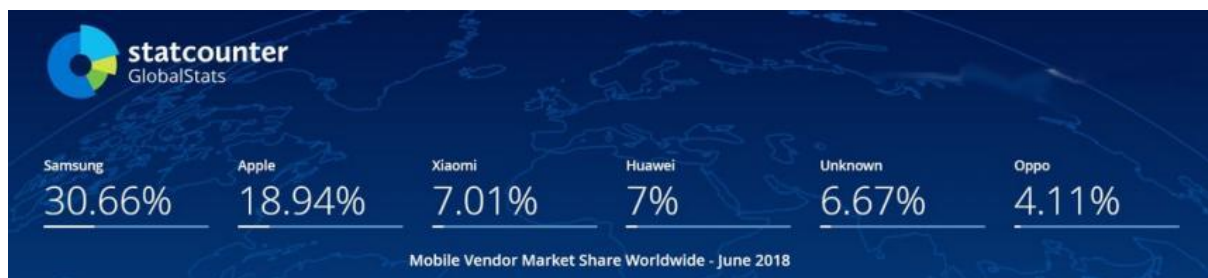 statcounter
GlobalStats
Samsung Apple Xiaomi Huawei Unknown Oppo
30.66% 18.94% 7.01% 7% 6.67% 4.11%
Mobile Vendor Market Share Worldwide - June 2018